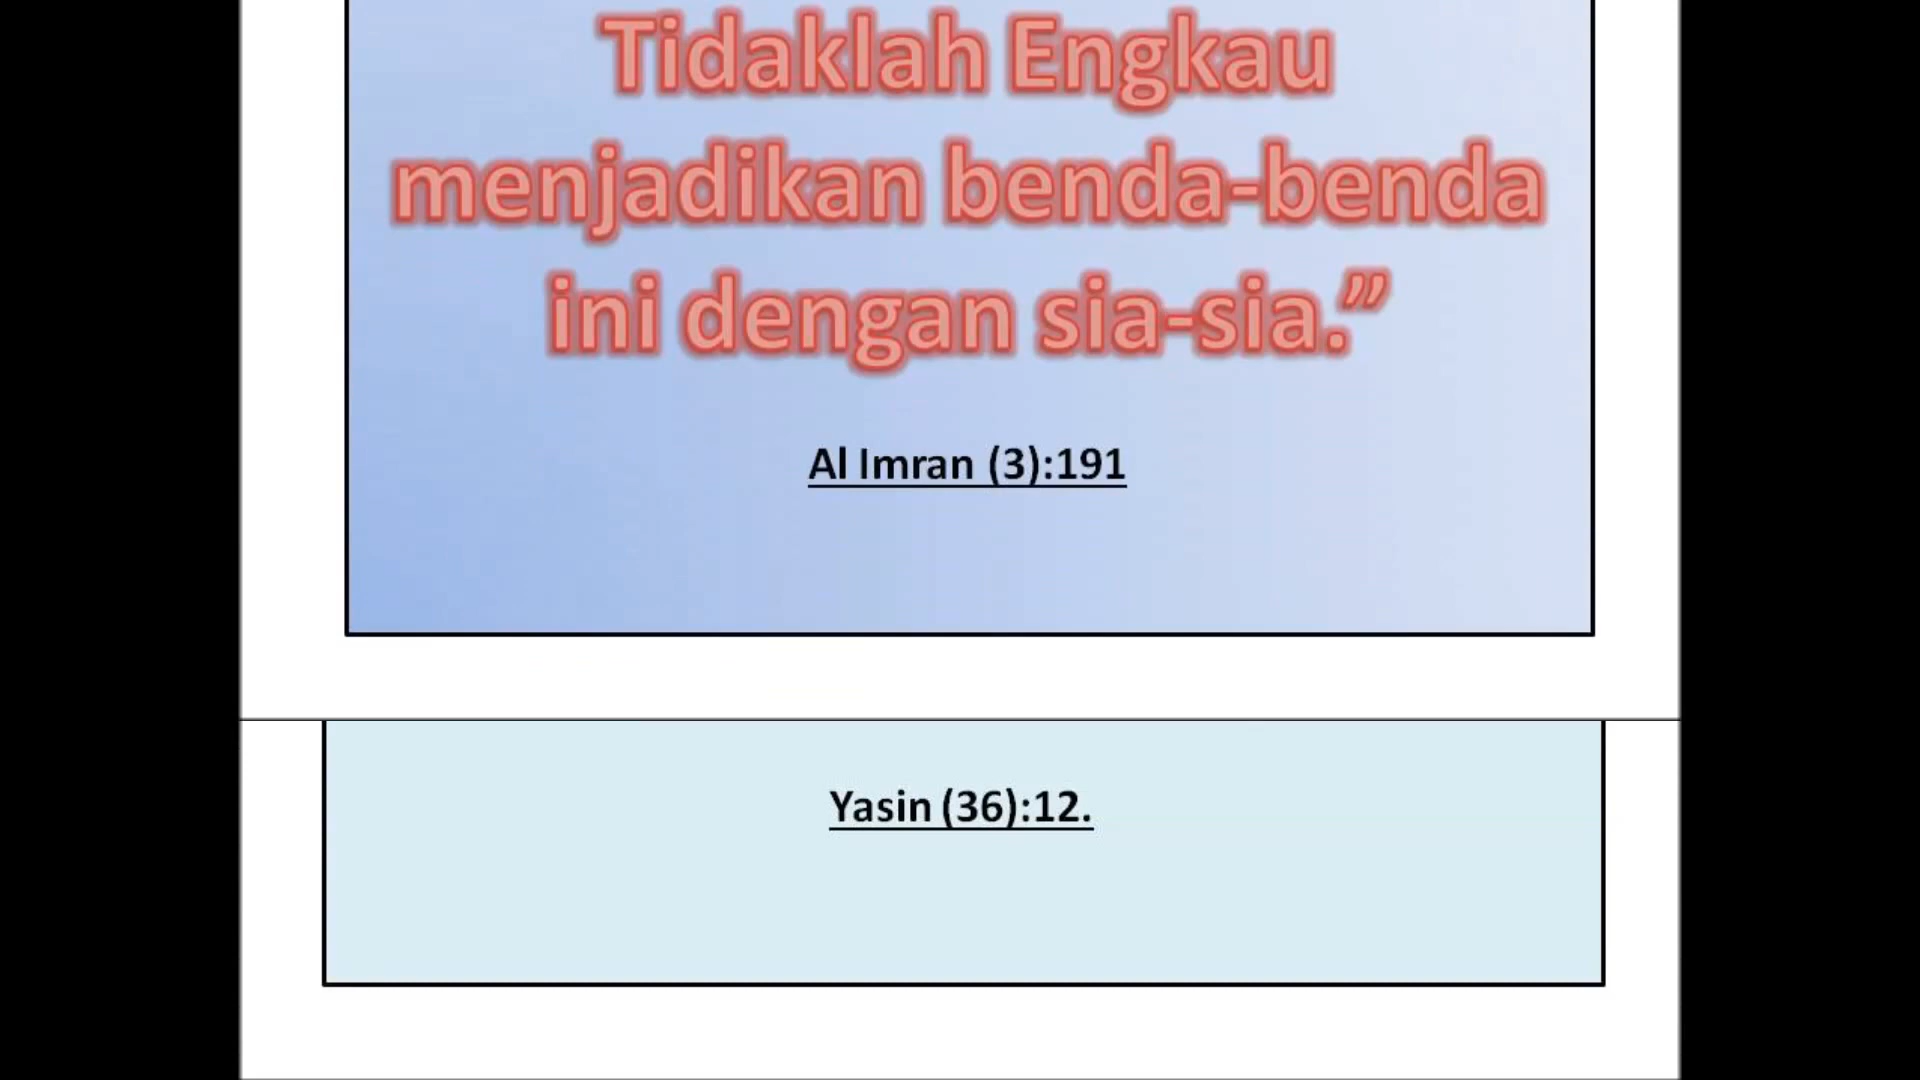 Tidaklah Engkau
menjadikan benda-benda
ini dengan sia-sia.”
Al Imran (3):191
Yasin (36):12.